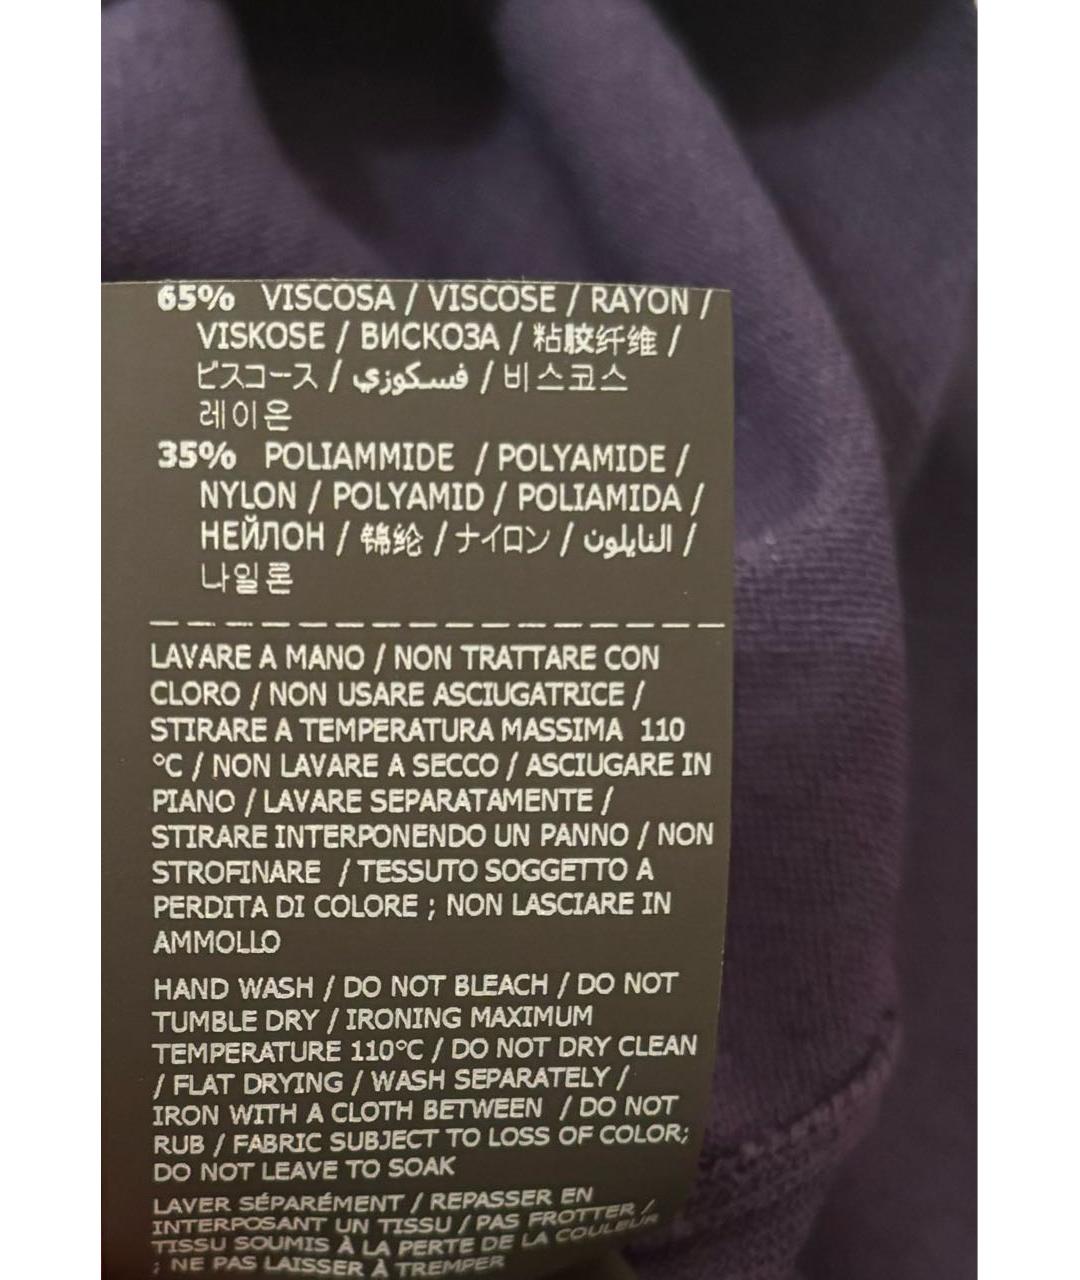 65% VISCOSA / VISCOSE / RAYON /
VISKOSE / ВИСКОЗА / 粘胶纤维 /
ビスコース / فسكوزي / 비스코스
레이온
35% POLIAMMIDE / POLYAMIDE /
NYLON / POLYAMID / POLIAMIDA /
НЕЙЛОН / 锦纶 / ナイロン / النايلون /
나일론
LAVARE A MANO / NON TRATTARE CON
CLORO / NON USARE ASCIUGATRICE /
STIRARE A TEMPERATURA MASSIMA 110
°C / NON LAVARE A SECCO / ASCIUGARE IN
PIANO / LAVARE SEPARATAMENTE /
STIRARE INTERPONENDO UN PANNO / NON
STROFINARE / TESSUTO SOGGETTO A
PERDITA DI COLORE ; NON LASCIARE IN
AMMOLLO
HAND WASH / DO NOT BLEACH / DO NOT
TUMBLE DRY / IRONING MAXIMUM
TEMPERATURE 110°C / DO NOT DRY CLEAN
/ FLAT DRYING / WASH SEPARATELY /
IRON WITH A CLOTH BETWEEN / DO NOT
RUB / FABRIC SUBJECT TO LOSS OF COLOR;
DO NOT LEAVE TO SOAK
LAVER SÉPARÉMENT / REPASSER EN
INTERPOSANT UN TISSU / PAS FROTTER /
TISSU SOUMIS À LA PERTE DE LA COULEUR
; NE PAS LAISSER À TREMPER